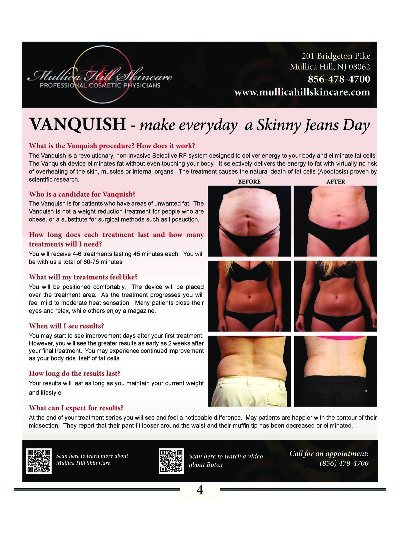 Mullica Hill Skincare
PROFESSIONAL COSMETIC PHYSICIANS
201 Bridgeton Pike
Mullica Hill, NJ 08062
856-478-4700
www.mullicahillskincare.com
VANQUISH - make everyday a Skinny Jeans Day
What is the Vanquish procedure? How does it work?
The Vanquish is a revolutionary, non-invasive Selective RF system designed to deliver energy to your body and eliminate fat cells.
The Vanquish device eliminates fat without even touching your body. It selectively delivers the energy to fat with virtually no risk
of overheating of the skin, muscles or internal organs. The treatment causes the natural death of fat cells (Apoptosis) proven by
scientific research.
BEFORE
AFTER
Who is a candidate for Vanquish?
The Vanquish is for patients who have areas of unwanted fat. The
Vanquish is not a weight reduction treatment for people who are
obese, or a substitute for surgical methods such as liposuction.
How long does each treatment last and how many
treatments will I need?
You will receive 4-6 treatments lasting 45 minutes each. You will
be with us a total of 60-75 minutes
What will my treatments feel like?
You will be positioned comfortably. The device will be placed
over the treatment area. As the treatment progresses you will
feel mild to moderate heat sensation. Many patients close their
eyes and relax, while others enjoy a magazine.
When will I see results?
You may start to see improvement days after your first treatment.
However, you will see the greater results as early as 2 weeks after
your final treatment. You may experience continued improvement
as your body rids itself of fat cells
How long do the results last?
Your results will last as long as you maintain your current weight
and lifestyle
What can I expect for results?
At the end of your treatment series you will see and feel a noticeable difference. May patients are happier with the contour of their
midsection. They report that their pant fit looser around the waist and their muffin tip has been decreased or eliminated.
Scan here to learn more about
Mullica Hill Skin Care
Scan here to watch a video
about Botox
Call for an appointment:
(856) 478-4700
4